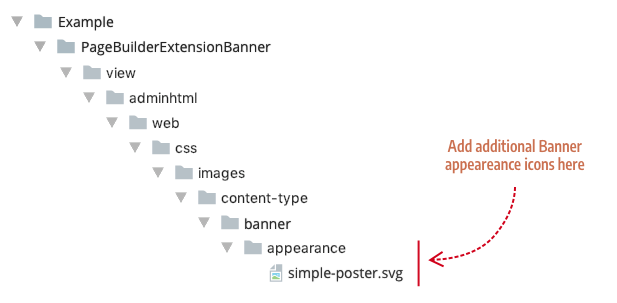 Example
PageBuilderExtensionBanner
view
adminhtml
web
css
images
content-type
banner
appearance
simple-poster.svg
Add additional Banner
appeareance icons here